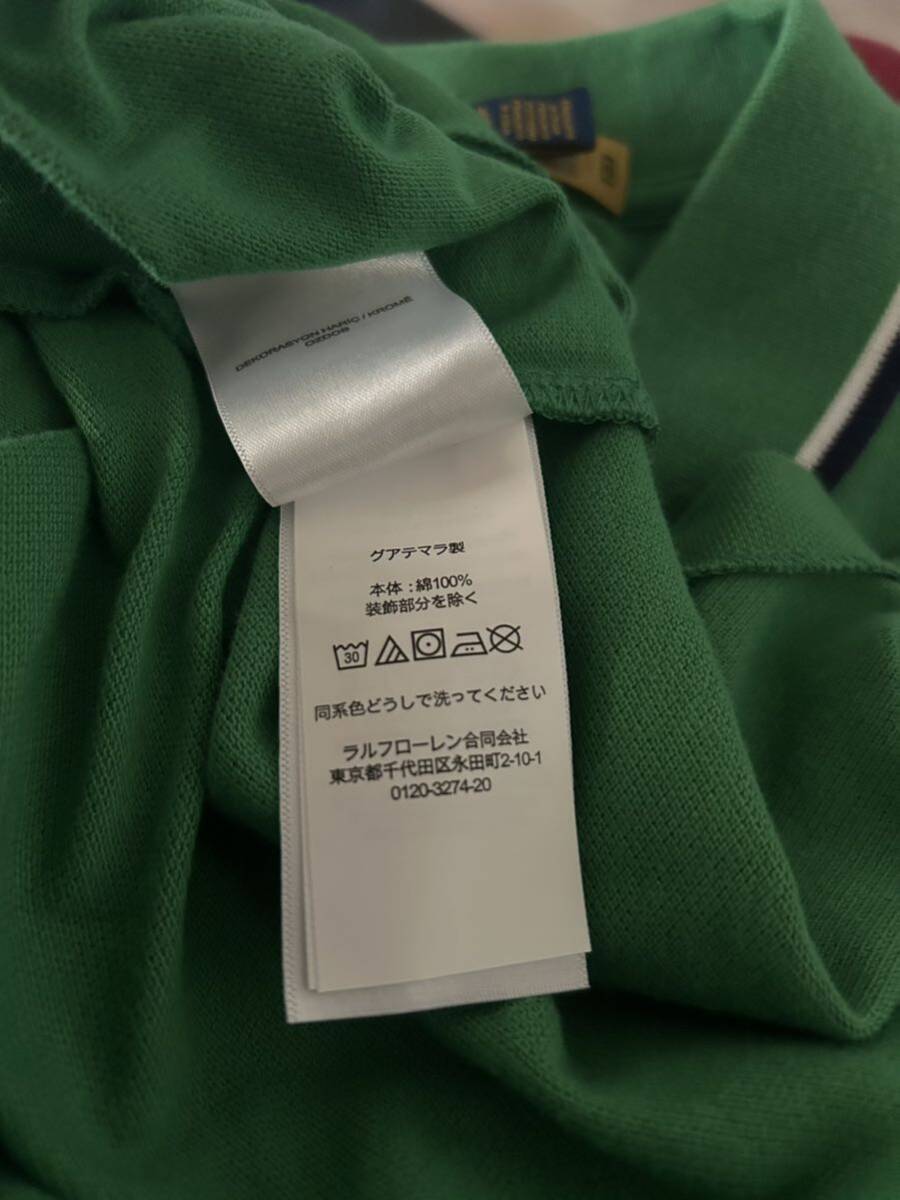 DEKORASYON HARİC / KROMĖ
グアテマラ製
本体 : 綿100%
装飾部分を除く
30
同系色どうしで洗ってください
ラルフローレン合同会社
東京都千代田区永田町2-10-1
0120-3274-20